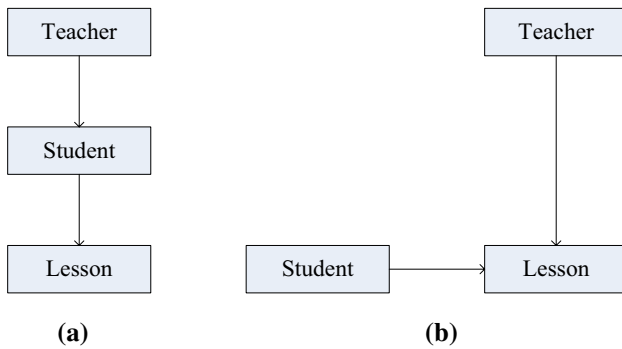 Teacher
Student
Lesson
(a)
Teacher
Student
Lesson
(b)